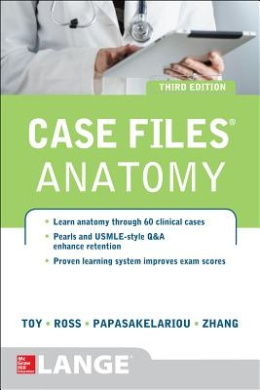 THIRD EDITION
CASE FILES®
ANATOMY
• Learn anatomy through 60 clinical cases
• Pearls and USMLE-style Q&A
enhance retention
• Proven learning system improves exam scores
TOY • ROSS • PAPASAKELARIOU • ZHANG
LANGE®